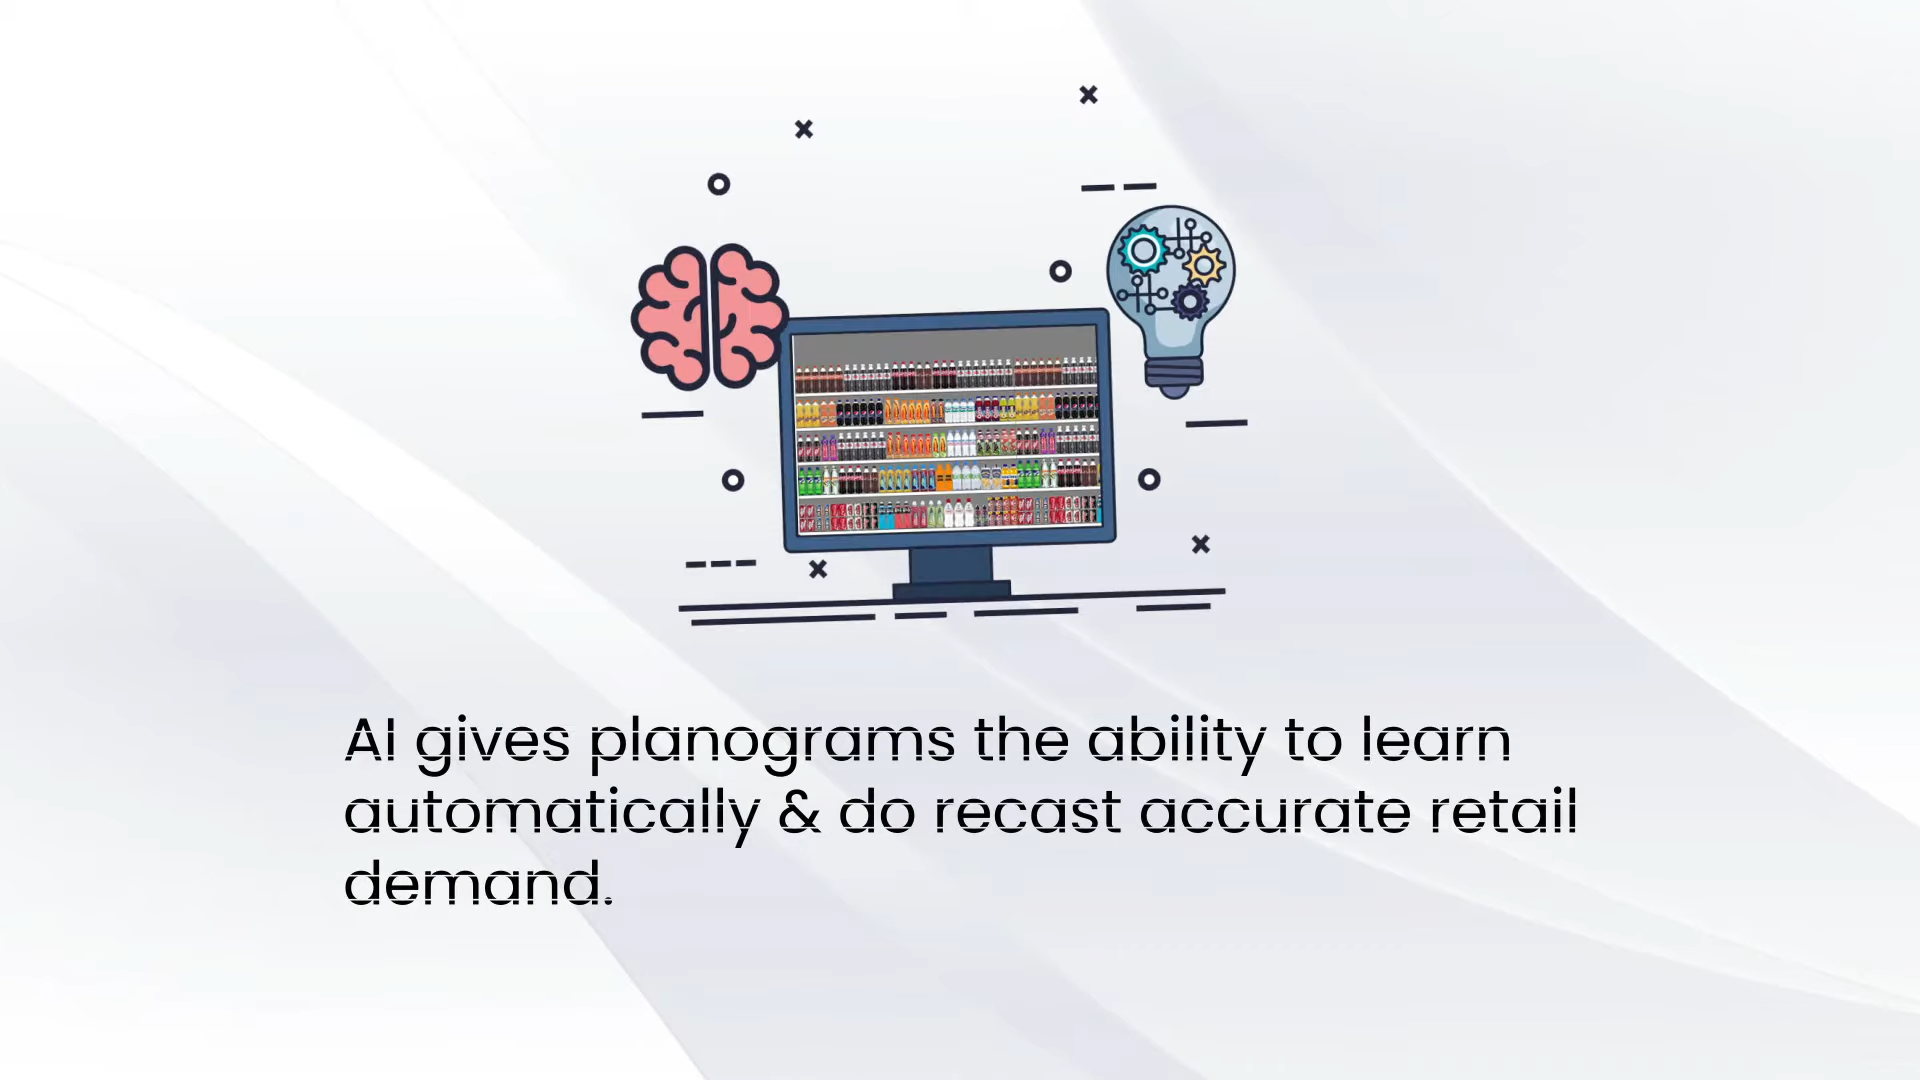 AI gives planograms the ability to learn
automatically & do recast accurate retail
demand.